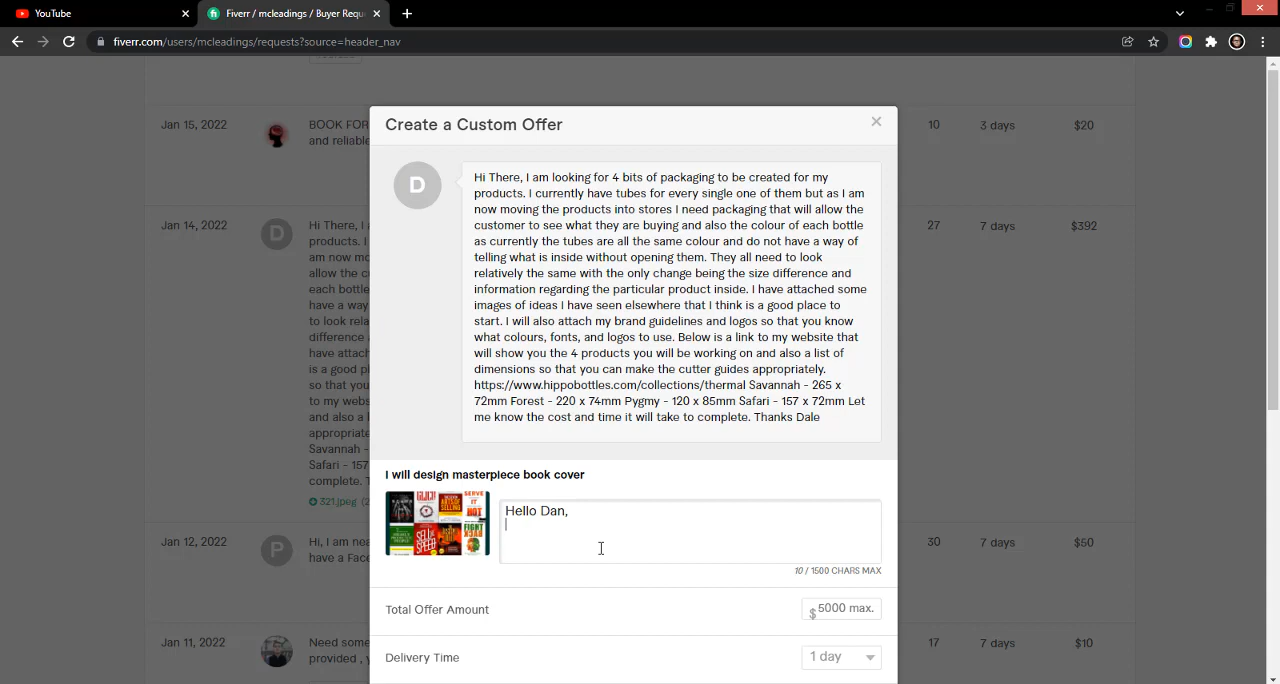 YouTube
Fiverr / mcleadings / Buyer Requ
fiverr.com/users/mcleadings/requests?source=header_nav
Create a Custom Offer
Jan 15, 2022
BOOK FOR
and reliable
10
3 days
$20
D
Hi There, I am looking for 4 bits of packaging to be created for my
products. I currently have tubes for every single one of them but as I am
now moving the products into stores I need packaging that will allow the
customer to see what they are buying and also the colour of each bottle
as currently the tubes are all the same colour and do not have a way of
telling what is inside without opening them. They all need to look
relatively the same with the only change being the size difference and
information regarding the particular product inside. I have attached some
images of ideas I have seen elsewhere that I think is a good place to
start. I will also attach my brand guidelines and logos so that you know
what colours, fonts, and logos to use. Below is a link to my website that
will show you the 4 products you will be working on and also a list of
dimensions so that you can make the cutter guides appropriately.
https://www.hippobottles.com/collections/thermal Savannah - 265 x
72mm Forest - 220 x 74mm Pygmy - 120 x 85mm Safari - 157 x 72mm Let
me know the cost and time it will take to complete. Thanks Dale
Jan 14, 2022
D
Hi There, I
products. I
am now mo
allow the c
each bottle
have a way
to look rela
difference
have attach
is a good pl
so that you
to my webs
and also a l
appropriate
Savannah -
Safari - 157
complete. T
321.jpeg (2
27
7 days
$392
I will design masterpiece book cover
SERVE
IT
HOT
SELL
SPEED
FIGHT
BACK
Hello Dan,
10 / 1500 CHARS MAX
Jan 12, 2022
P
Hi, I am nea
have a Face
30
7 days
$50
Total Offer Amount
$ 5000 max.
Jan 11, 2022
Need some
provided , y
17
7 days
$10
Delivery Time
1 day